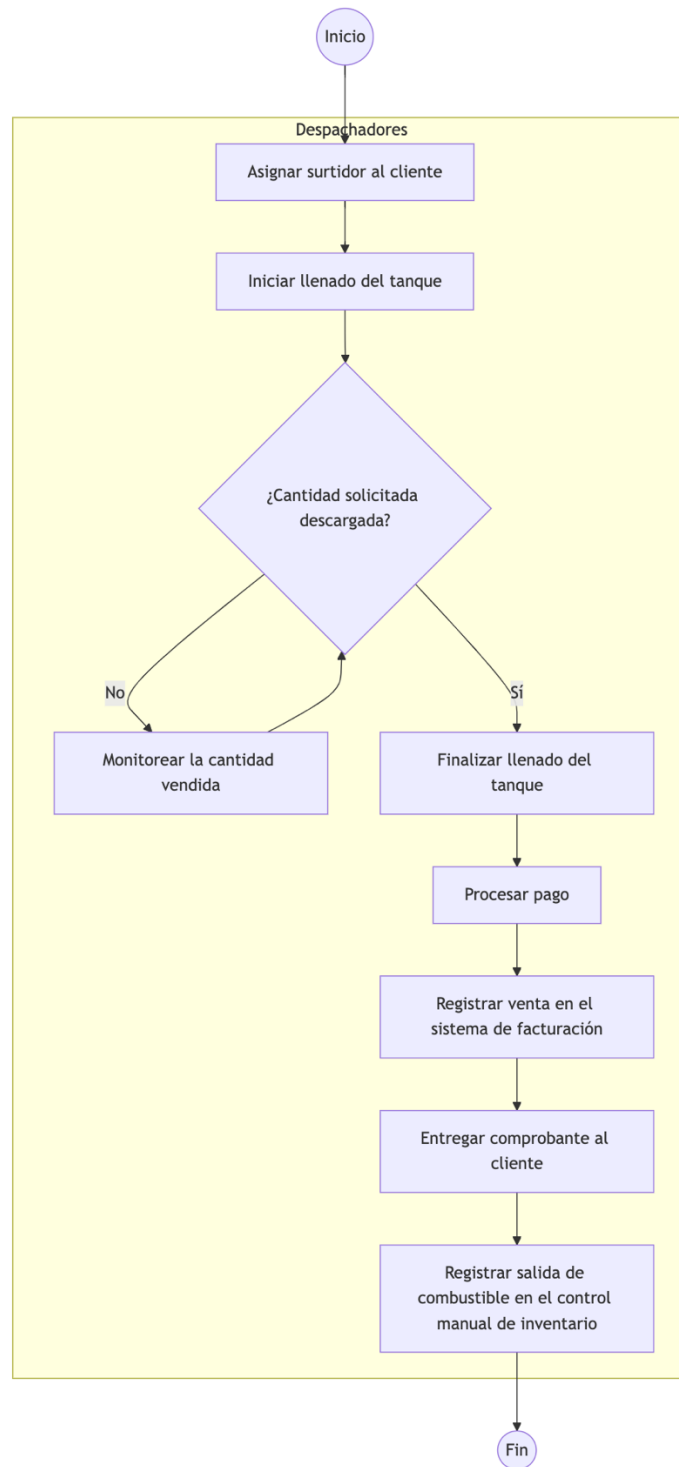 Inicio
Despachadores
Asignar surtidor al cliente
Iniciar llenado del tanque
¿Cantidad solicitada
descargada?
No
Sí
Monitorear la cantidad
vendida
Finalizar llenado del
tanque
Procesar pago
Registrar venta en el
sistema de facturación
Entregar comprobante al
cliente
Registrar salida de
combustible en el control
manual de inventario
Fin